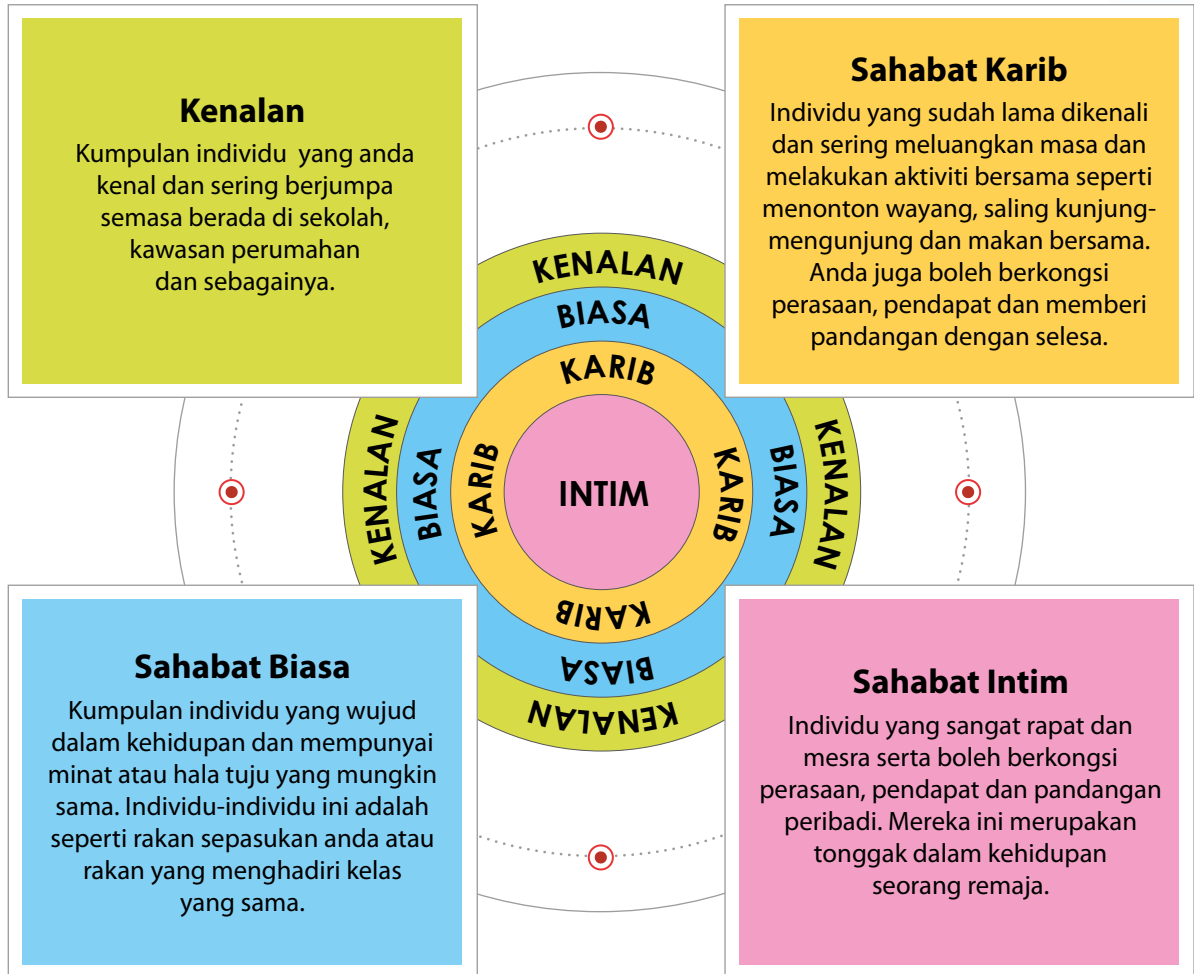 Kenalan
Kumpulan individu yang anda
kenal dan sering berjumpa
semasa berada di sekolah,
kawasan perumahan
dan sebagainya.
Sahabat Karib
Individu yang sudah lama dikenali
dan sering meluangkan masa dan
melakukan aktiviti bersama seperti
menonton wayang, saling kunjung-
mengunjung dan makan bersama.
Anda juga boleh berkongsi
perasaan, pendapat dan memberi
pandangan dengan selesa.
KENALAN
BIASA
KARIB
KENALAN
BIASA
KARIB
INTIM
KARIB
BIASA
KENALAN
KARIB
BIASA
KENALAN
Sahabat Biasa
Kumpulan individu yang wujud
dalam kehidupan dan mempunyai
minat atau hala tuju yang mungkin
sama. Individu-individu ini adalah
seperti rakan sepasukan anda atau
rakan yang menghadiri kelas
yang sama.
Sahabat Intim
Individu yang sangat rapat dan
mesra serta boleh berkongsi
perasaan, pendapat dan pandangan
peribadi. Mereka ini merupakan
tonggak dalam kehidupan
seorang remaja.